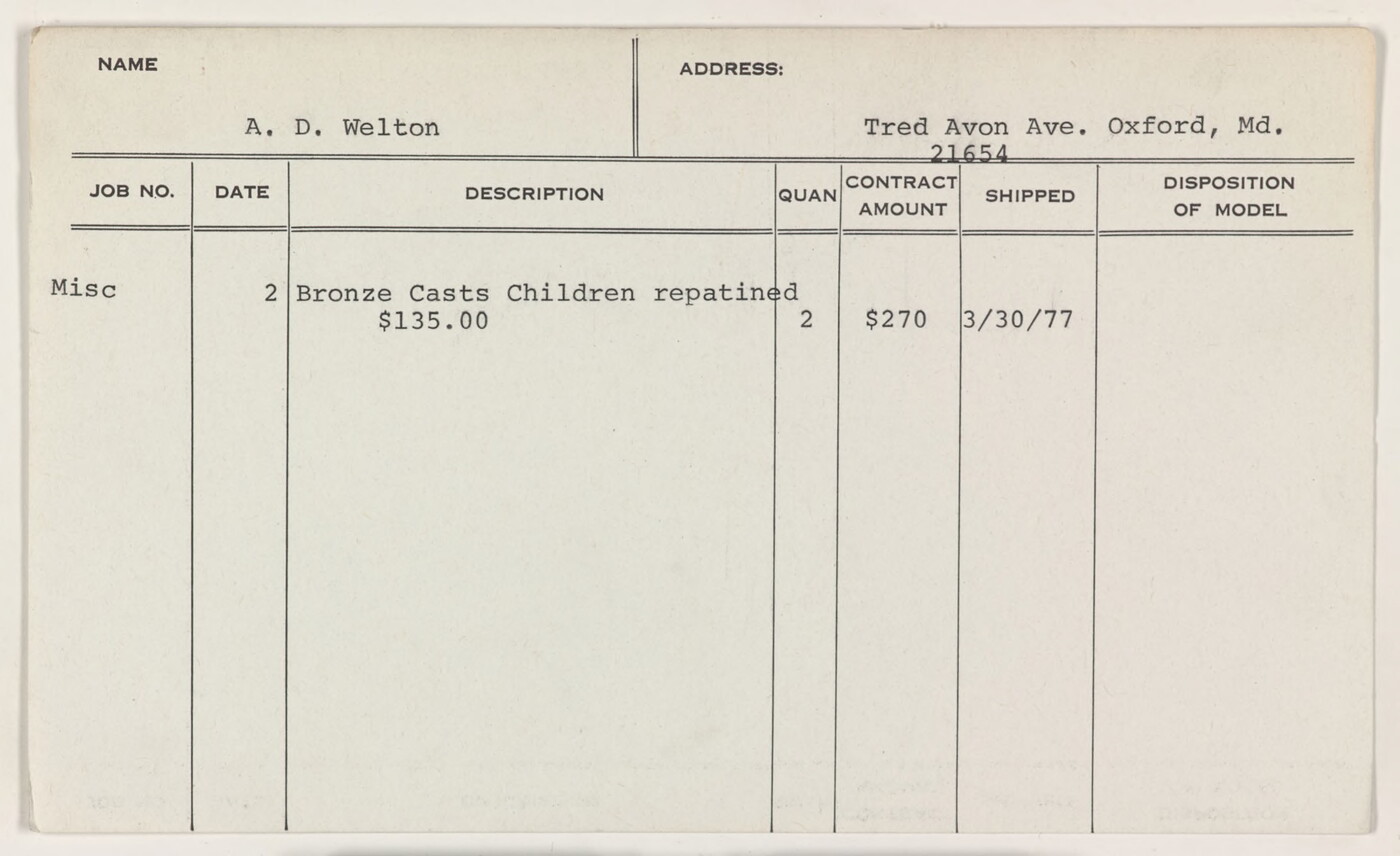 NAME
ADDRESS:
A. D. Welton
Tred Avon Ave. Oxford, Md.
21654
JOB NO. DATE DESCRIPTION QUAN CONTRACT AMOUNT SHIPPED DISPOSITION OF MODEL
Misc 2 Bronze Casts Children repatined
$135.00 2 $270 3/30/77